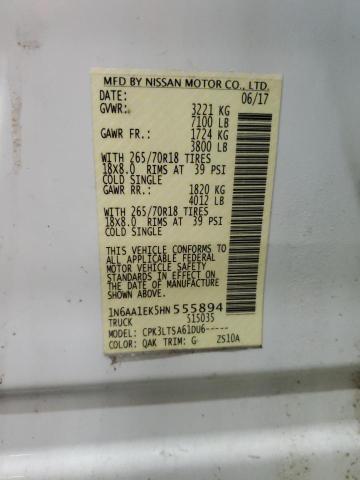 MFD BY NISSAN MOTOR CO., LTD.
DATE: 06/17
GVWR: 3221 KG
7100 LB
GAWR FR.: 1724 KG
3800 LB
WITH 265/70R18 TIRES
18X8.0 RIMS AT 39 PSI
COLD SINGLE
GAWR RR.: 1820 KG
4012 LB
WITH 265/70R18 TIRES
18X8.0 RIMS AT 39 PSI
COLD SINGLE
THIS VEHICLE CONFORMS TO
ALL APPLICABLE FEDERAL
MOTOR VEHICLE SAFETY
STANDARDS IN EFFECT ON
THE DATE OF MANUFACTURE
SHOWN ABOVE.
1N6AA1EK5HN555894
TRUCK 515035
MODEL: CPK3LTSA61DU6-----
COLOR: QAK TRIM: G ZS10A